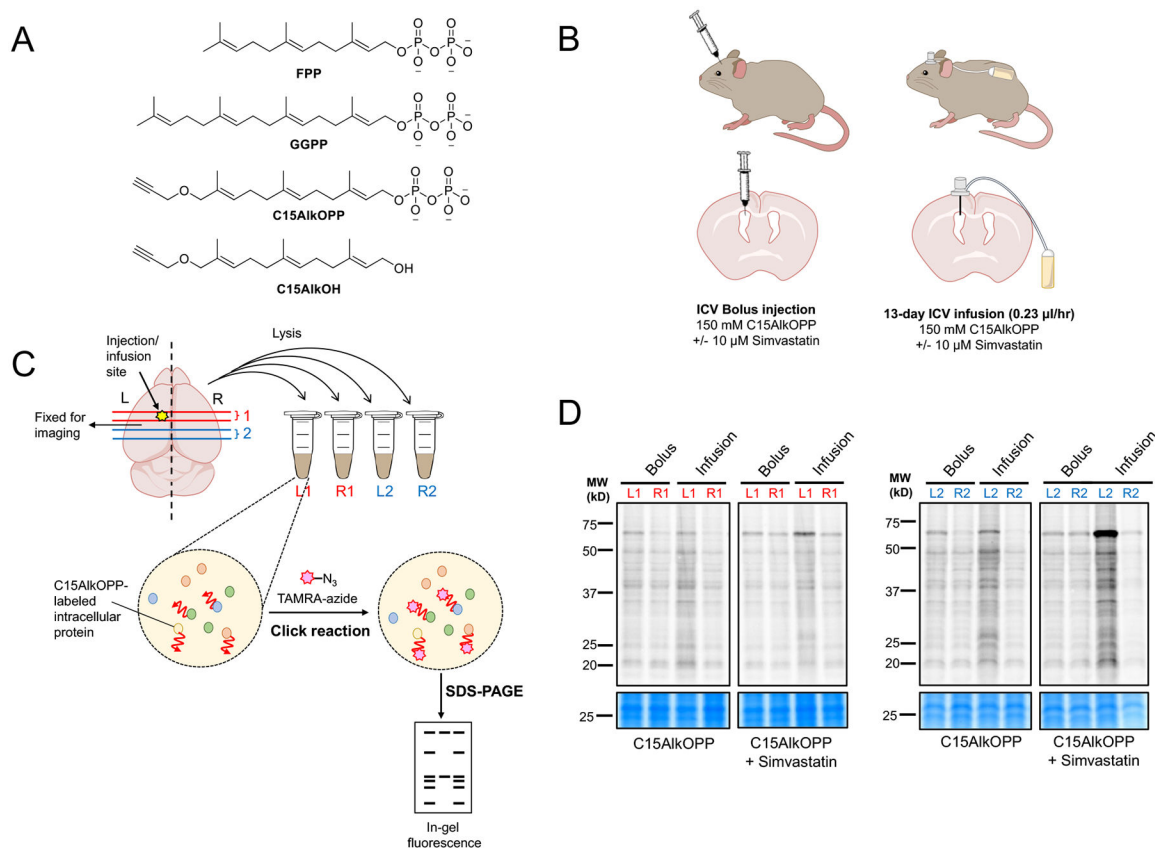 A
O
P
O
O
P
O
O
−
O
−
O
−
FPP
O
P
O
O
P
O
O
−
O
−
O
−
GGPP
O
O
P
O
O
P
O
O
−
O
−
O
−
C15AlkOPP
O
OH
C15AlkOH
B
ICV Bolus injection
150 mM C15AlkOPP
+/- 10 µM Simvastatin
13-day ICV infusion (0.23 µl/hr)
150 mM C15AlkOPP
+/- 10 µM Simvastatin
C
Injection/
infusion
site
Lysis
L
R
Fixed for
imaging
1
2
L1
R1
L2
R2
C15AlkOPP-
labeled
intracellular
protein
N3
TAMRA-azide
Click reaction
SDS-PAGE
In-gel
fluorescence
D
Bolus
Infusion
Bolus
Infusion
MW
(kD)
L1 R1 L1 R1
L1 R1 L1 R1
75
50
37
25
20
25
C15AlkOPP
C15AlkOPP
+ Simvastatin
Bolus
Infusion
Bolus
Infusion
MW
(kD)
L2 R2 L2 R2
L2 R2 L2 R2
75
50
37
25
20
25
C15AlkOPP
C15AlkOPP
+ Simvastatin